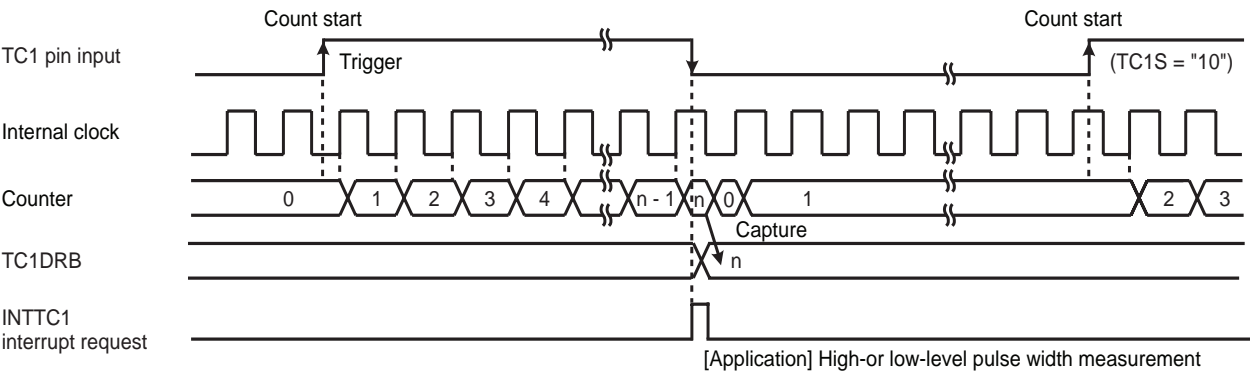 Count start Count start
TC1 pin input Trigger (TC1S = "10")
Internal clock
Counter 0 1 2 3 4 n - 1 n 0 1 2 3
Capture
TC1DRB n
INTTC1
interrupt request
[Application] High-or low-level pulse width measurement